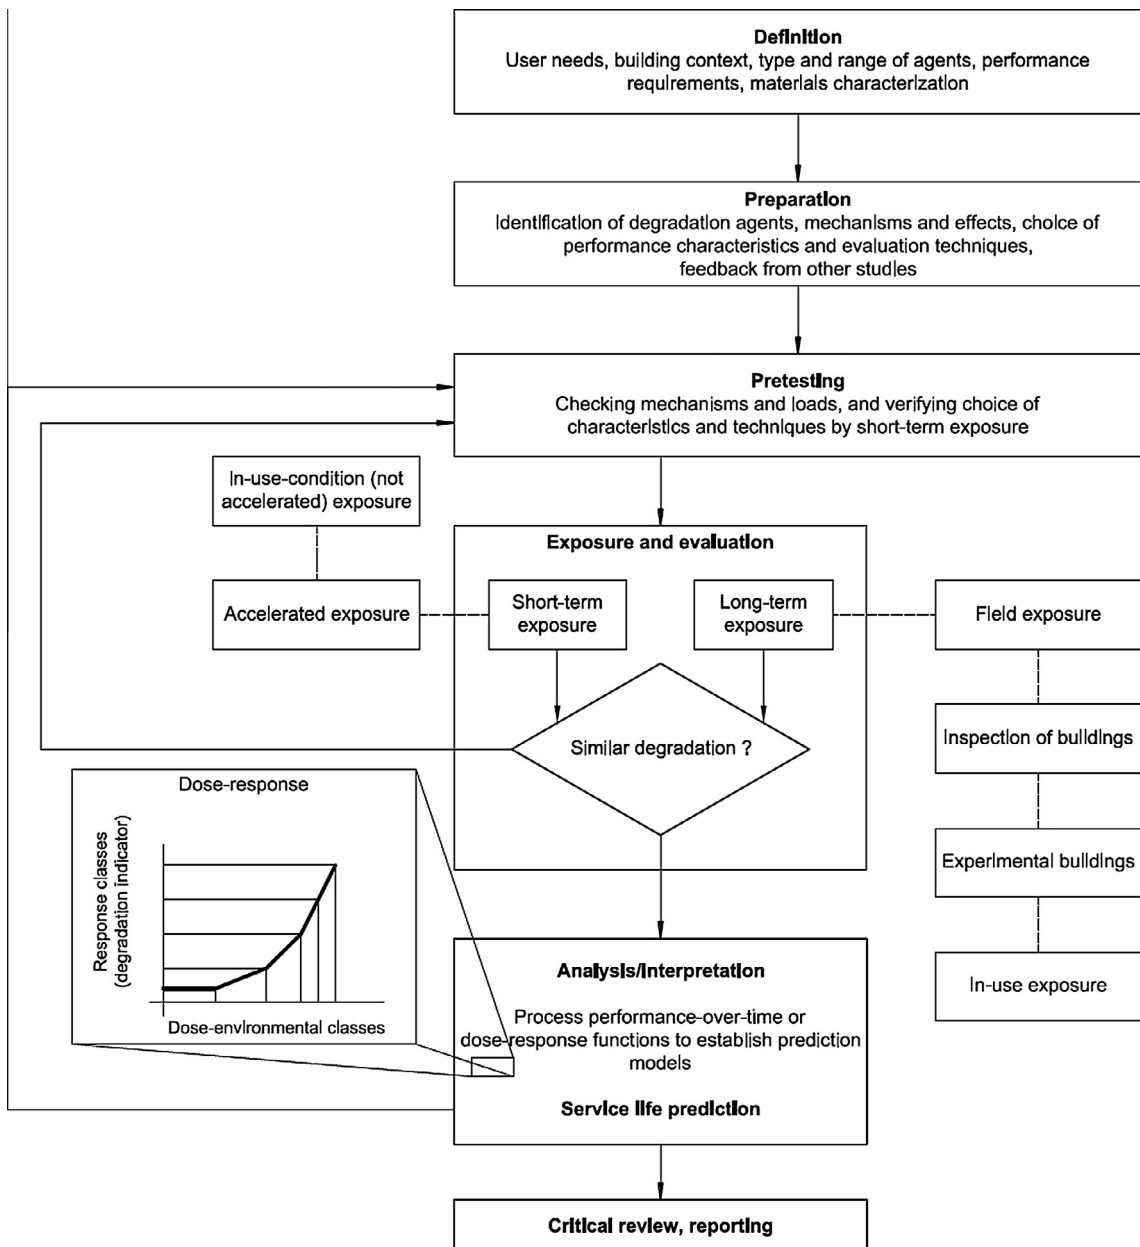 Definition
User needs, building context, type and range of agents, performance
requirements, materials characterization
Preparation
Identification of degradation agents, mechanisms and effects, choice of
performance characteristics and evaluation techniques,
feedback from other studies
Pretesting
Checking mechanisms and loads, and verifying choice of
characteristics and techniques by short-term exposure
In-use-condition (not
accelerated) exposure
Exposure and evaluation
Accelerated exposure
Short-term
exposure
Long-term
exposure
Field exposure
Similar degradation ?
Inspection of buildings
Dose-response
Response classes
(degradation indicator)
Dose-environmental classes
Experimental buildings
Analysis/interpretation
Process performance-over-time or
dose-response functions to establish prediction
models
Service life prediction
In-use exposure
Critical review, reporting